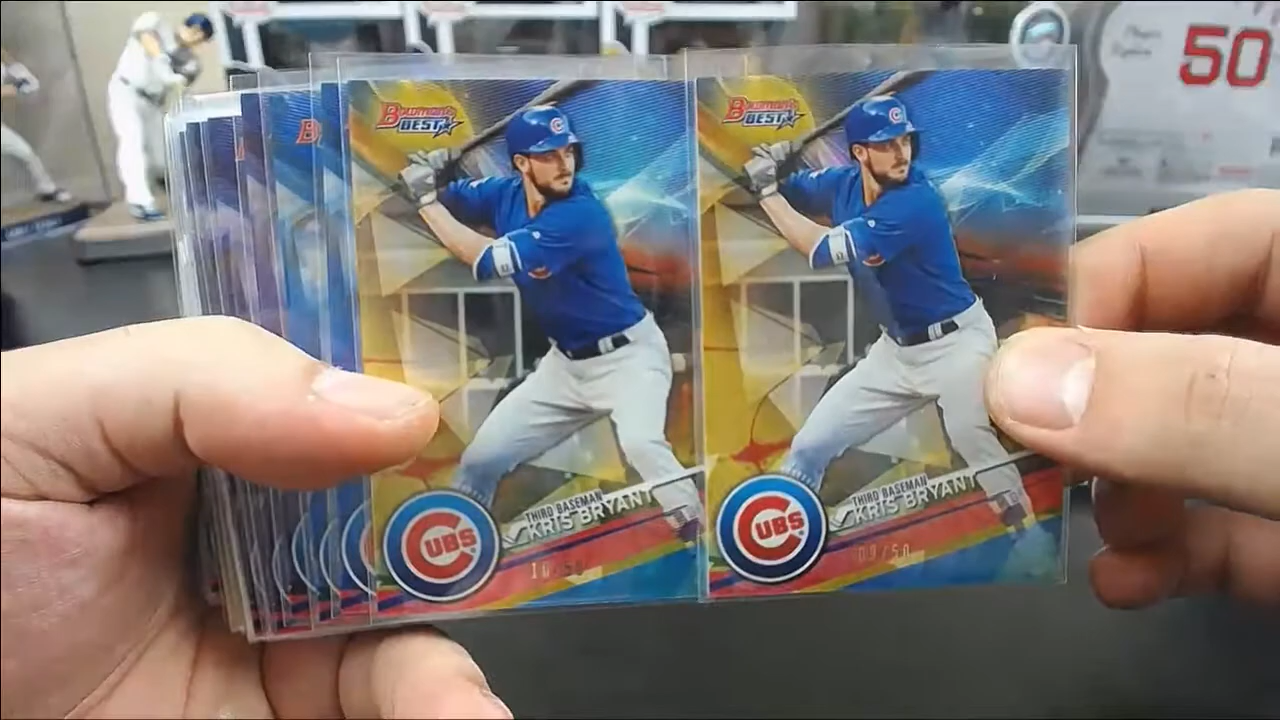 50
BOWMAN'S
BEST
BOWMAN'S
BEST
THIRD BASEMAN
KRIS BRYANT
CUBS
10/50
THIRD BASEMAN
KRIS BRYANT
CUBS
09/50